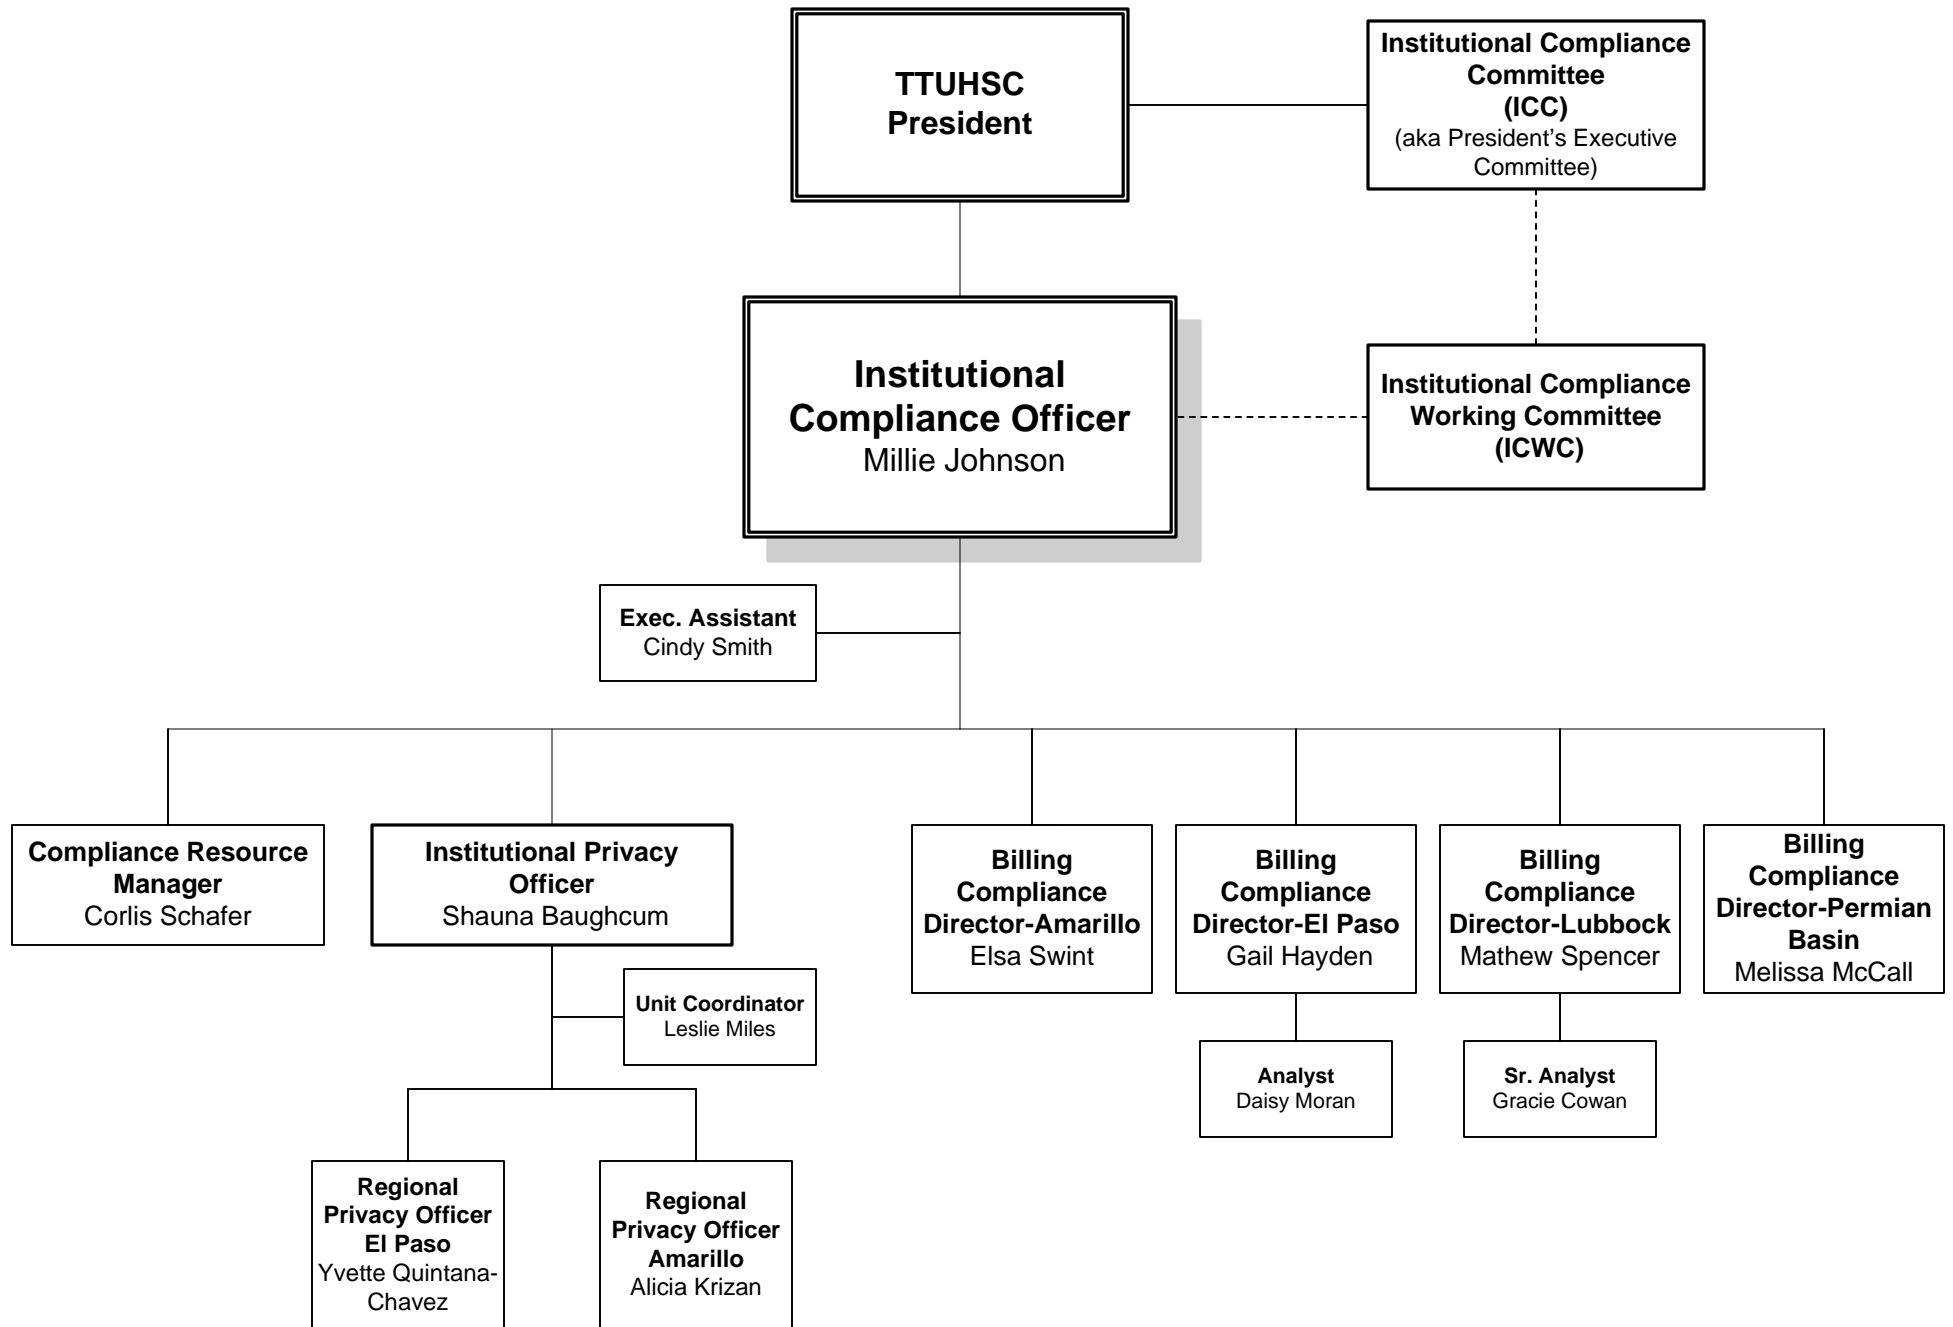 TTUHSC
President
Institutional Compliance
Committee
(ICC)
(aka President's Executive
Committee)
Institutional
Compliance Officer
Millie Johnson
Institutional Compliance
Working Committee
(ICWC)
Exec. Assistant
Cindy Smith
Compliance Resource
Manager
Corlis Schafer
Institutional Privacy
Officer
Shauna Baughcum
Billing
Compliance
Director-Amarillo
Elsa Swint
Billing
Compliance
Director-El Paso
Gail Hayden
Billing
Compliance
Director-Lubbock
Mathew Spencer
Billing
Compliance
Director-Permian
Basin
Melissa McCall
Unit Coordinator
Leslie Miles
Analyst
Daisy Moran
Sr. Analyst
Gracie Cowan
Regional
Privacy Officer
El Paso
Yvette Quintana-
Chavez
Regional
Privacy Officer
Amarillo
Alicia Krizan